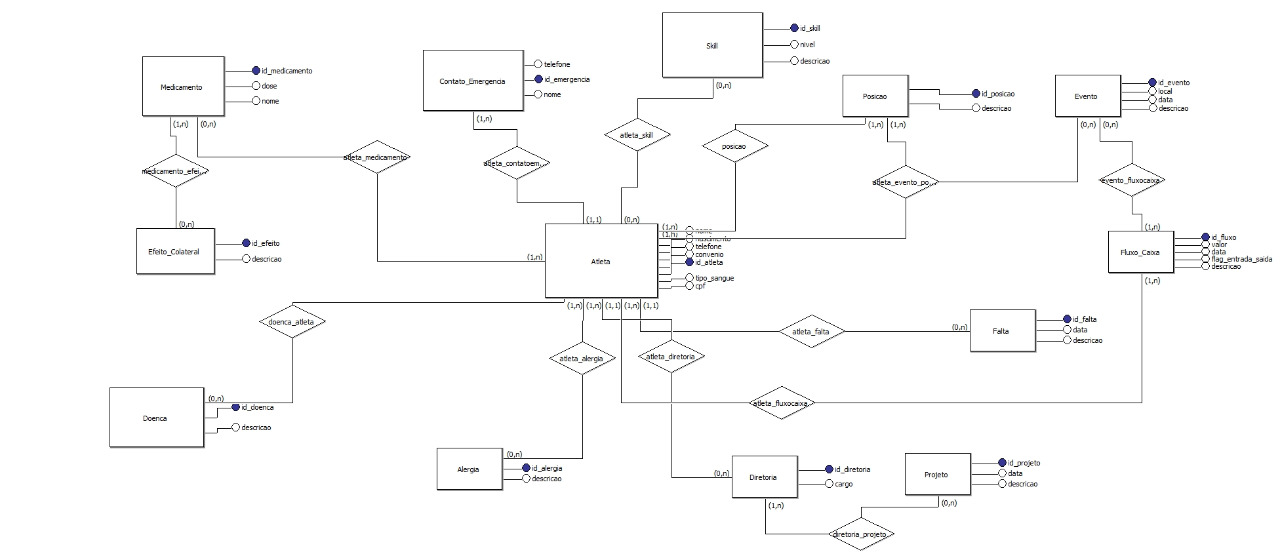 Skill
id_skill
nivel
descricao
(0,n)
Medicamento
id_medicamento
dose
nome
(1,n)
(0,n)
Contato_Emergencia
telefone
id_emergencia
nome
(1,n)
Posicao
id_posicao
descricao
(1,n)
(1,n)
Evento
id_evento
local
data
descricao
(0,n)
(0,n)
atleta_skill
posicao
atleta_medicamento
atleta_contatoem...
medicamento_efei...
atleta_evento_po...
evento_fluxocaixa
(0,n)
Efeito_Colateral
id_efeito
descricao
(1,1)
(0,n)
(1,n)
(1,n)
(1,n)
Atleta
nome
telefone
convenio
id_atleta
tipo_sangue
cpf
(1,n)
Fluxo_Caixa
id_fluxo
valor
data
flag_entrada_saida
descricao
(1,n)
(1,n)
(1,n)
(1,1)
(1,n)
(1,1)
doenca_atleta
atleta_alergia
atleta_diretoria
atleta_falta
(0,n)
Falta
id_falta
data
descricao
(0,n)
Doenca
id_doenca
descricao
atleta_fluxocaixa
(0,n)
Alergia
id_alergia
descricao
(0,n)
Diretoria
id_diretoria
cargo
(1,n)
Projeto
id_projeto
data
descricao
(0,n)
diretoria_projeto